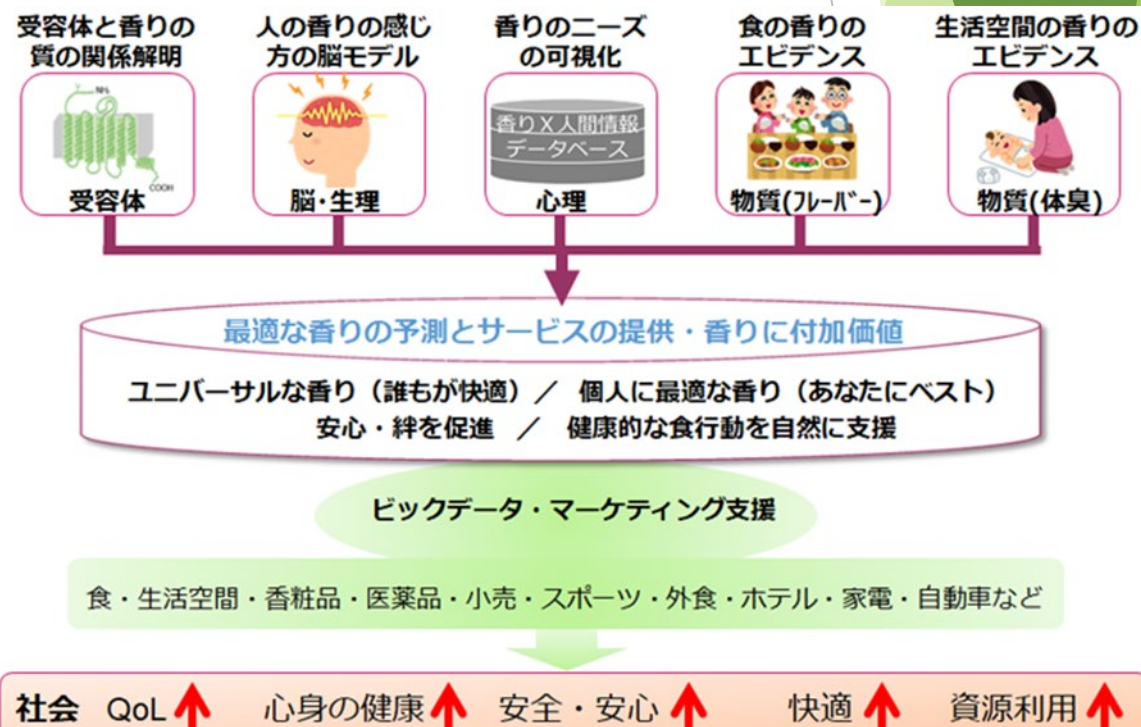 受容体と香りの
質の関係解明
人の香りの感じ
方の脳モデル
香りのニーズ
の可視化
食の香りの
エビデンス
生活空間の香りの
エビデンス
NH₂
COOH
受容体
脳・生理
香りX人間情報
データベース
心理
物質(ﾌﾚｰﾊﾞｰ)
物質(体臭)
最適な香りの予測とサービスの提供・香りに付加価値
ユニバーサルな香り（誰もが快適）／ 個人に最適な香り（あなたにベスト）
安心・絆を促進 ／ 健康的な食行動を自然に支援
ビックデータ・マーケティング支援
食・生活空間・香粧品・医薬品・小売・スポーツ・外食・ホテル・家電・自動車など
社会 QoL 心身の健康 安全・安心 快適 資源利用